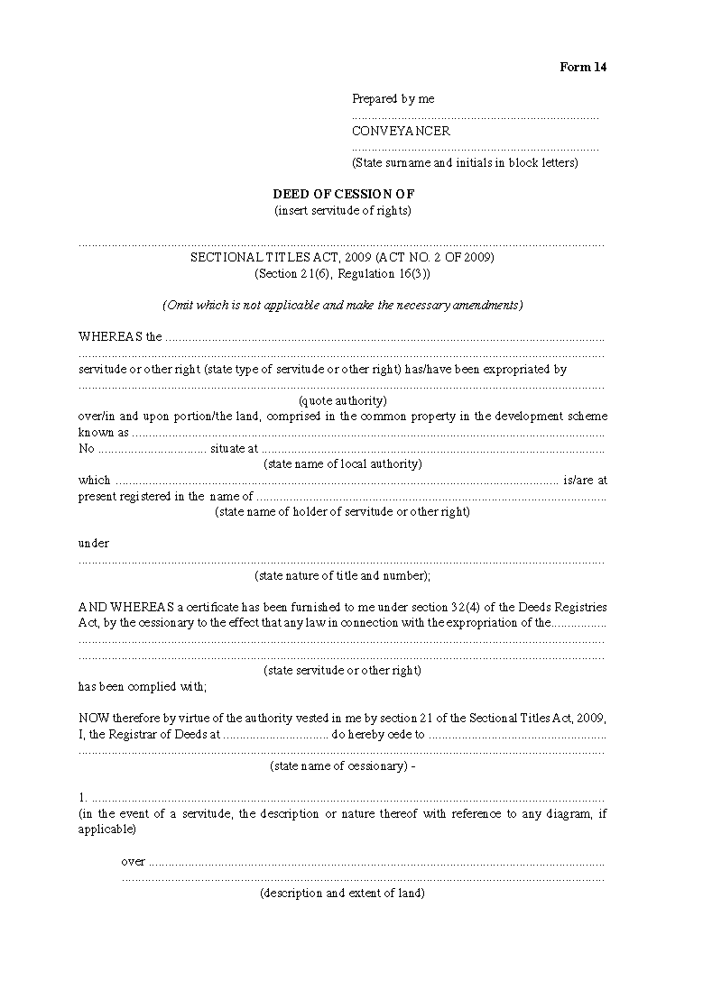 Form 14
Prepared by me
..........................................................................
CONVEYANCER
..........................................................................
(State surname and initials in block letters)
DEED OF CESSION OF
(insert servitude of rights)
..............................................................................................................................................................
SECTIONAL TITLES ACT, 2009 (ACT NO. 2 OF 2009)
(Section 21(6), Regulation 16(3))
(Omit which is not applicable and make the necessary amendments)
WHEREAS the ....................................................................................................................................
..............................................................................................................................................................
servitude or other right (state type of servitude or other right) has/have been expropriated by
..............................................................................................................................................................
(quote authority)
over/in and upon portion/the land, comprised in the common property in the development scheme
known as ..............................................................................................................................................
No ................................. situate at ........................................................................................................
(state name of local authority)
which ..................................................................................................................................... is/are at
present registered in the name of .........................................................................................................
(state name of holder of servitude or other right)
under
..............................................................................................................................................................
(state nature of title and number);
AND WHEREAS a certificate has been furnished to me under section 32(4) of the Deeds Registries
Act, by the cessionary to the effect that any law in connection with the expropriation of the.................
..............................................................................................................................................................
..............................................................................................................................................................
(state servitude or other right)
has been complied with;
NOW therefore by virtue of the authority vested in me by section 21 of the Sectional Titles Act, 2009,
I, the Registrar of Deeds at ................................ do hereby cede to ......................................................
..............................................................................................................................................................
(state name of cessionary) -
1. ..........................................................................................................................................................
(in the event of a servitude, the description or nature thereof with reference to any diagram, if
applicable)
over .........................................................................................................................................
.................................................................................................................................................
(description and extent of land)